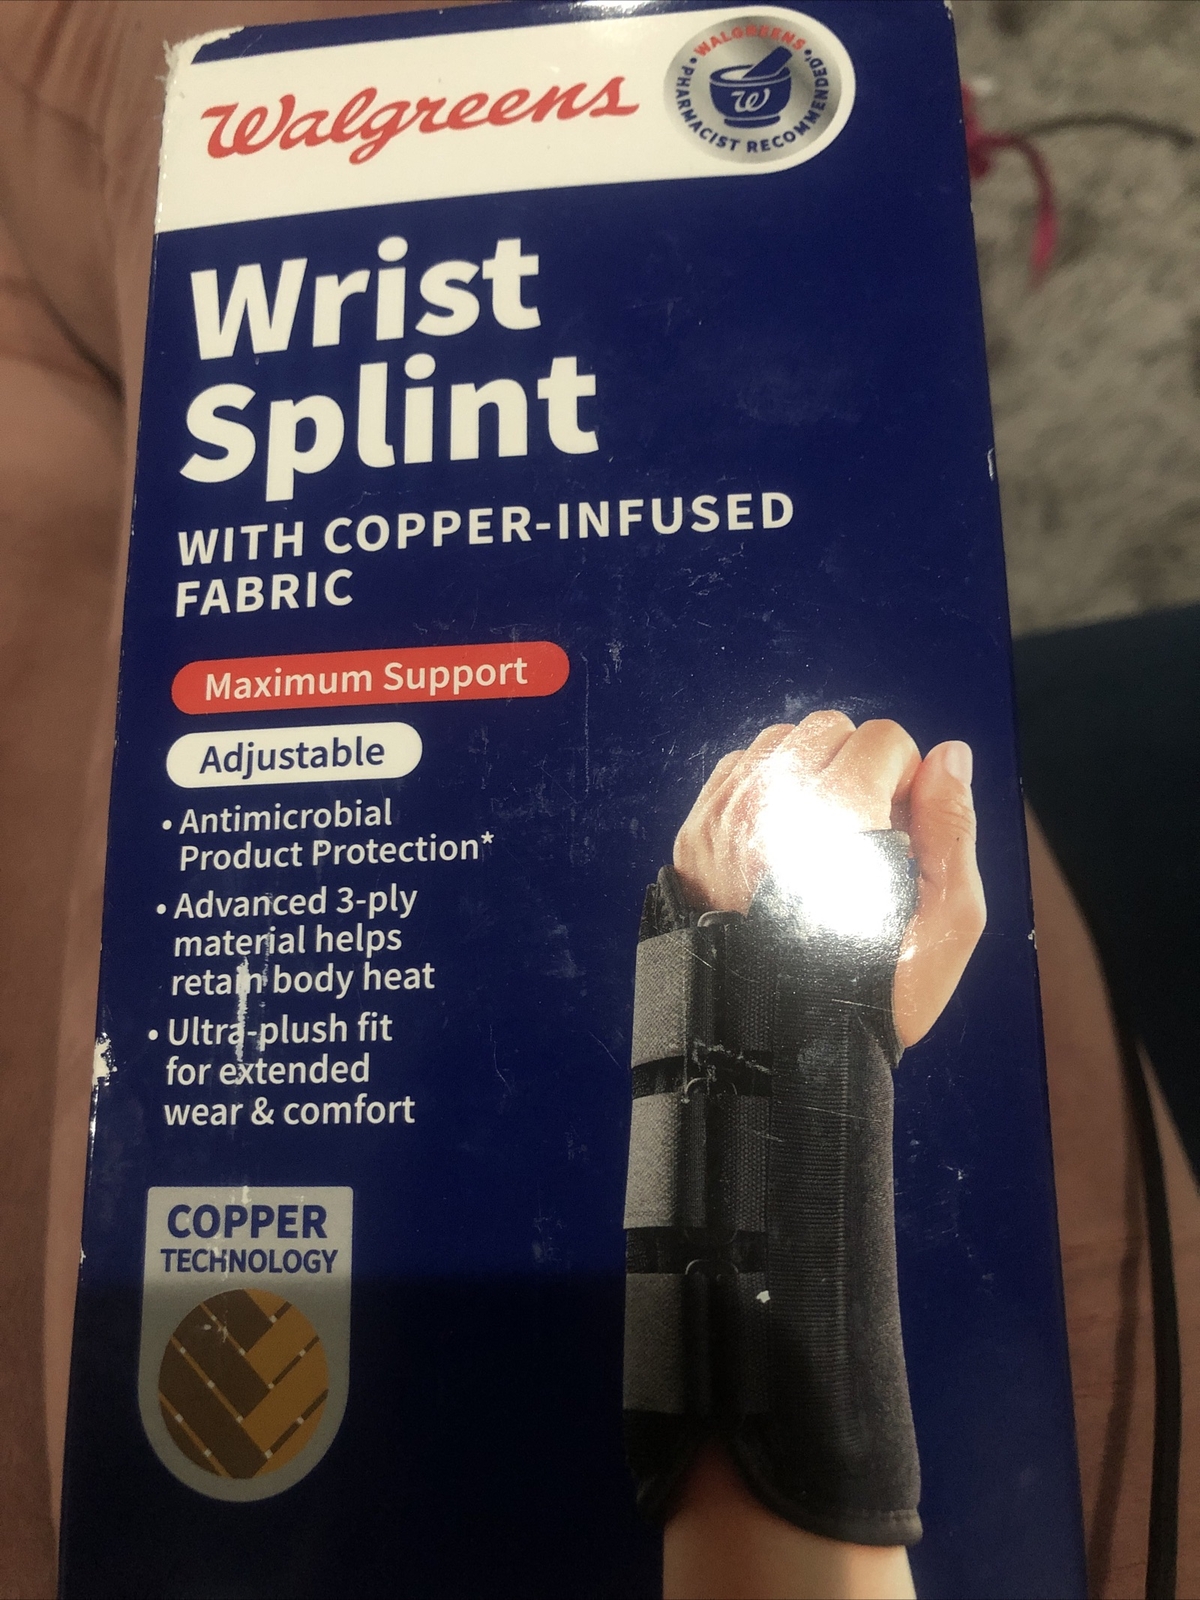 Walgreens
WALGREENS
PHARMACIST RECOMMENDED†
W
Wrist
Splint
WITH COPPER-INFUSED
FABRIC
Maximum Support
Adjustable
• Antimicrobial
Product Protection*
• Advanced 3-ply
material helps
retain body heat
• Ultra-plush fit
for extended
wear & comfort
COPPER
TECHNOLOGY